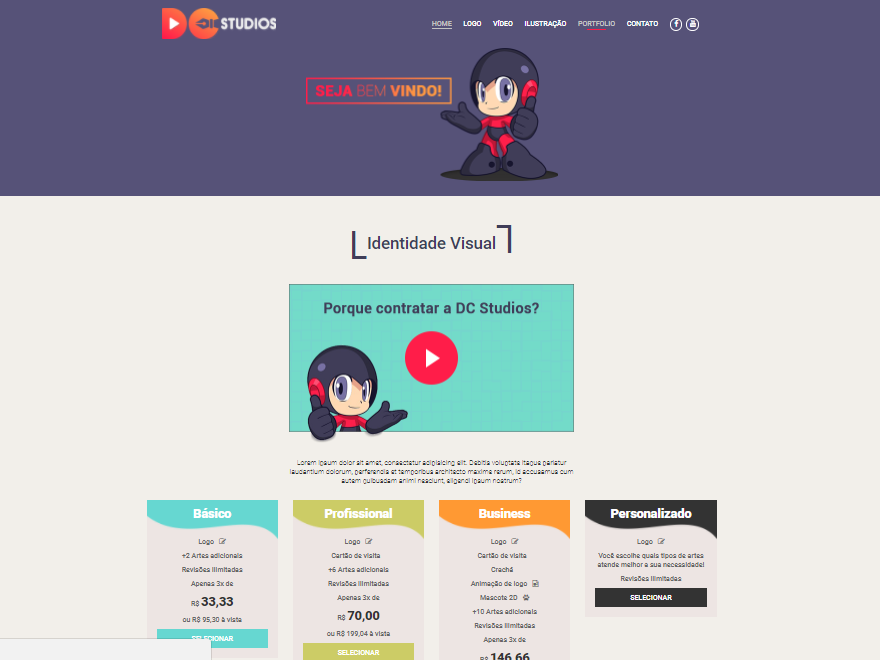 DC STUDIOS
HOME LOGO VÍDEO ILUSTRAÇÃO PORTFOLIO CONTATO
SEJA BEM VINDO!
Identidade Visual
Porque contratar a DC Studios?
Lorem ipsum dolor sit amet, consectetur adipisicing elit. Debitis voluptate itaque pariatur
laudantium dolorum, perferendis et temporibus architecto maxime rerum, id accusamus cum
autem quibusdam animi nesciunt, eligendi ipsum nostrum?
Básico
Logo
+2 Artes adicionais
Revisões Ilimitadas
Apenas 3x de
R$ 33,33
ou R$ 95,30 à vista
SELECIONAR
Profissional
Logo
Cartão de visita
+6 Artes adicionais
Revisões Ilimitadas
Apenas 3x de
R$ 70,00
ou R$ 199,04 à vista
SELECIONAR
Business
Logo
Cartão de visita
Crachá
Animação de logo
Mascote 2D
+10 Artes adicionais
Revisões Ilimitadas
Apenas 3x de
R$ 146,66
Personalizado
Logo
Você escolhe quais tipos de artes
atende melhor a sua necessidade!
Revisões Ilimitadas
SELECIONAR